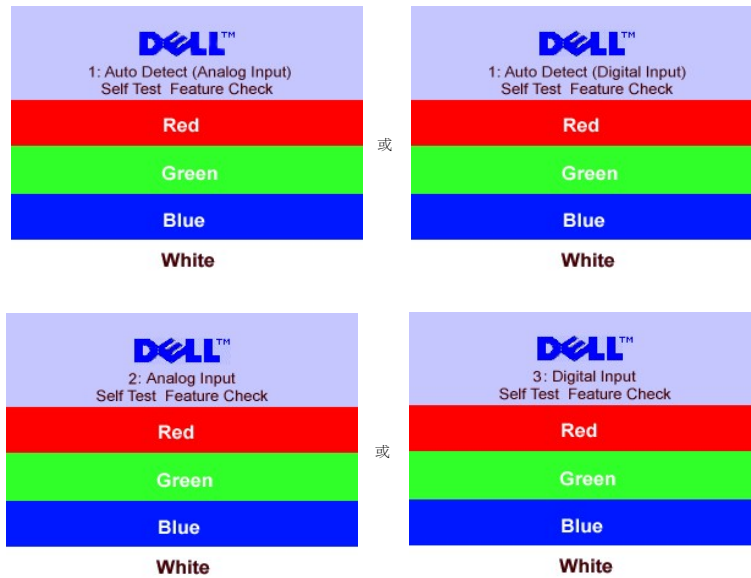 DELL™
1: Auto Detect (Analog Input)
Self Test Feature Check
Red
Green
Blue
White
或
DELL™
1: Auto Detect (Digital Input)
Self Test Feature Check
Red
Green
Blue
White
DELL™
2: Analog Input
Self Test Feature Check
Red
Green
Blue
White
或
DELL™
3: Digital Input
Self Test Feature Check
Red
Green
Blue
White